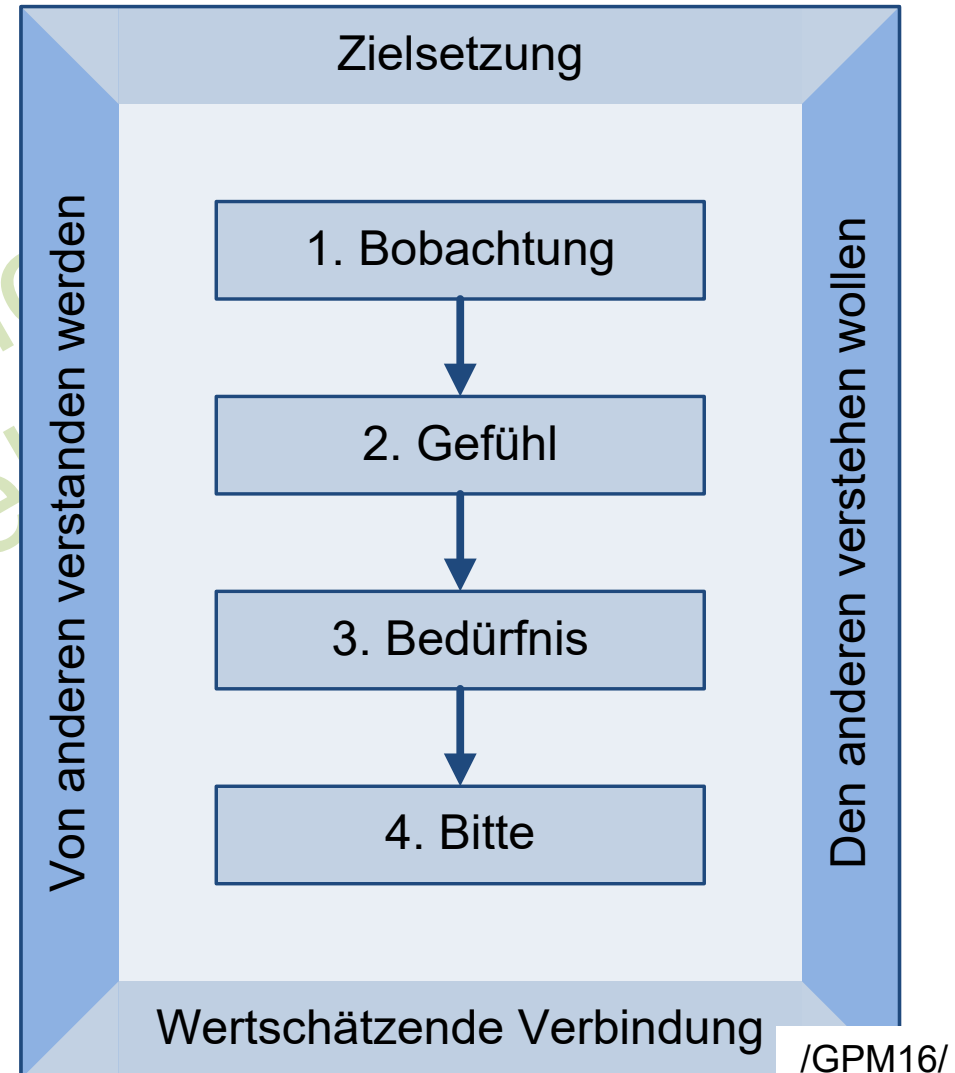 Zielsetzung
Von anderen verstanden werden
1. Bobachtung
2. Gefühl
3. Bedürfnis
4. Bitte
Den anderen verstehen wollen
Wertschätzende Verbindung
/GPM16/